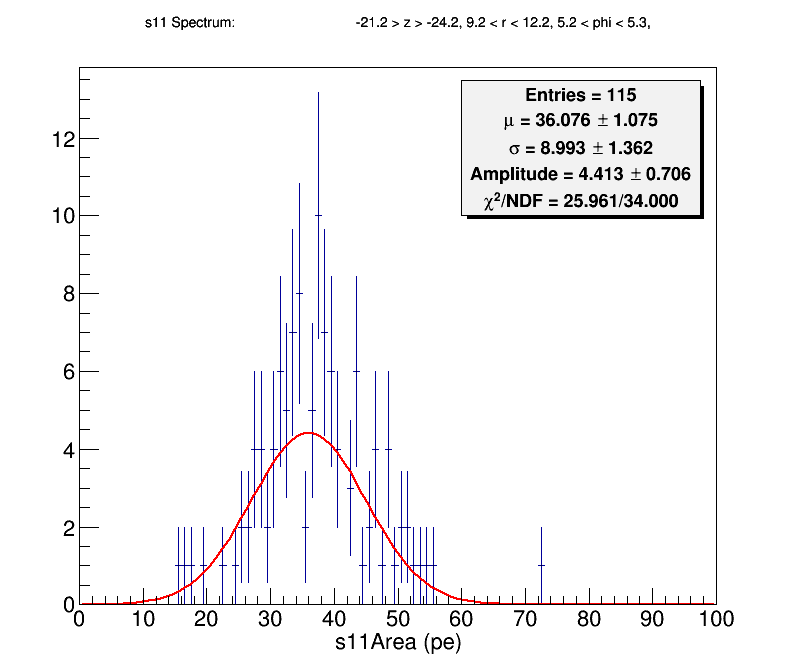 s11 Spectrum: -21.2 > z > -24.2, 9.2 < r < 12.2, 5.2 < phi < 5.3,
Entries = 115
μ = 36.076 ± 1.075
σ = 8.993 ± 1.362
Amplitude = 4.413 ± 0.706
χ²/NDF = 25.961/34.000
12
10
8
6
4
2
0
0 10 20 30 40 50 60 70 80 90 100
s11Area (pe)